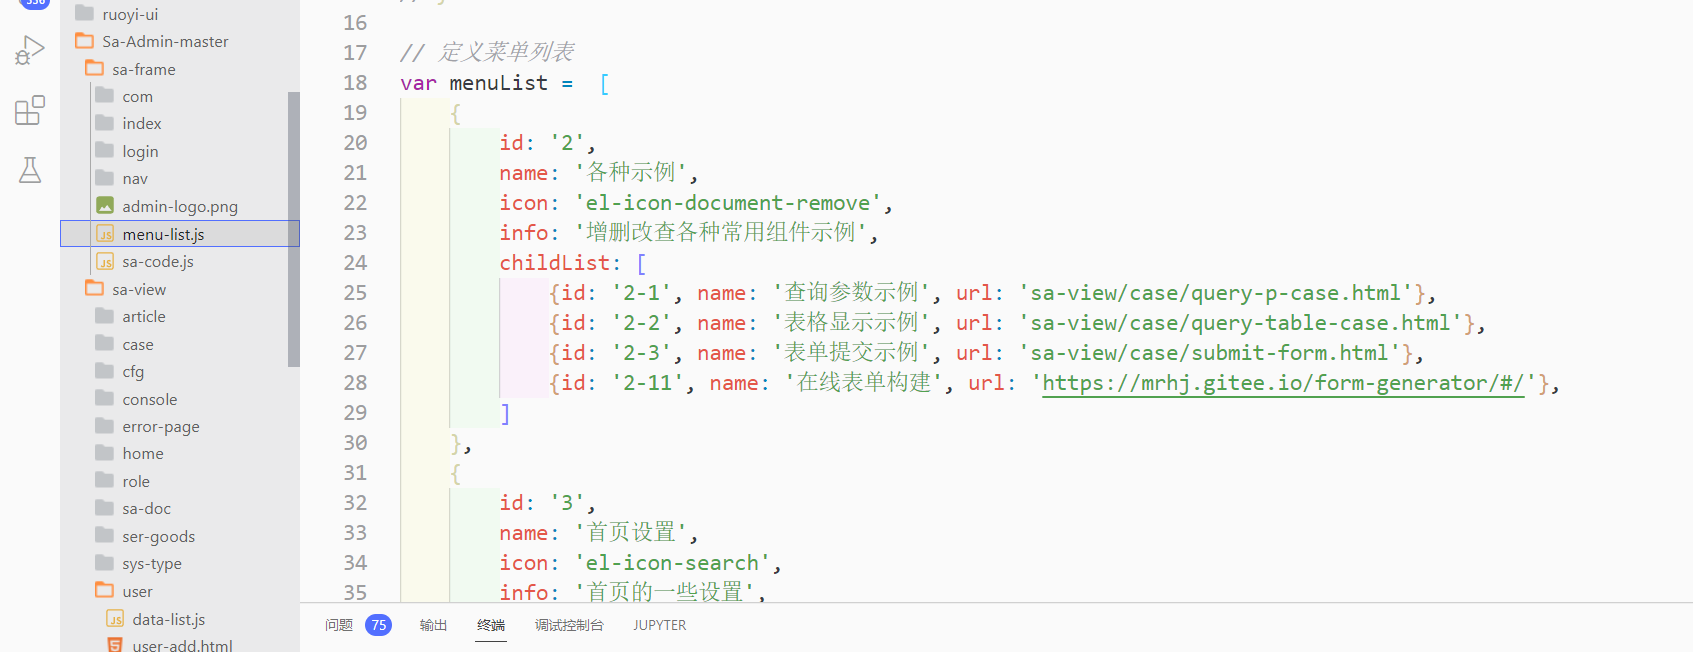 ruoyi-ui
Sa-Admin-master
sa-frame
com
index
login
nav
admin-logo.png
JS menu-list.js
JS sa-code.js
sa-view
article
case
cfg
console
error-page
home
role
sa-doc
ser-goods
sys-type
user
JS data-list.js
user-add.html
16
17 // 定义菜单列表
18 var menuList = [
19 {
20 id: '2',
21 name: '各种示例',
22 icon: 'el-icon-document-remove',
23 info: '增删改查各种常用组件示例',
24 childList: [
25 {id: '2-1', name: '查询参数示例', url: 'sa-view/case/query-p-case.html'},
26 {id: '2-2', name: '表格显示示例', url: 'sa-view/case/query-table-case.html'},
27 {id: '2-3', name: '表单提交示例', url: 'sa-view/case/submit-form.html'},
28 {id: '2-11', name: '在线表单构建', url: 'https://mrhj.gitee.io/form-generator/#/'},
29 ]
30 },
31 {
32 id: '3',
33 name: '首页设置',
34 icon: 'el-icon-search',
35 info: '首页的一些设置',
问题 75 输出 终端 调试控制台 JUPYTER